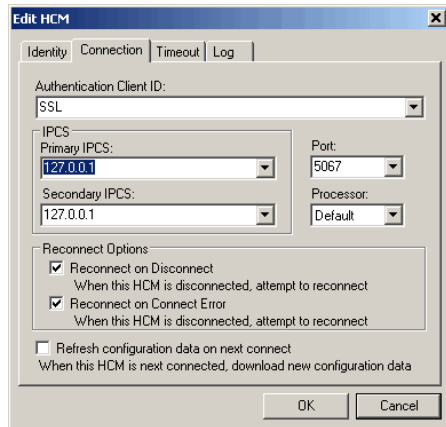 Edit HCM
Identity Connection Timeout Log
Authentication Client ID:
SSL
IPCS
Primary IPCS:
127.0.0.1
Port:
5067
Secondary IPCS:
127.0.0.1
Processor:
Default
Reconnect Options
Reconnect on Disconnect
When this HCM is disconnected, attempt to reconnect
Reconnect on Connect Error
When this HCM is disconnected, attempt to reconnect
Refresh configuration data on next connect
When this HCM is next connected, download new configuration data
OK Cancel